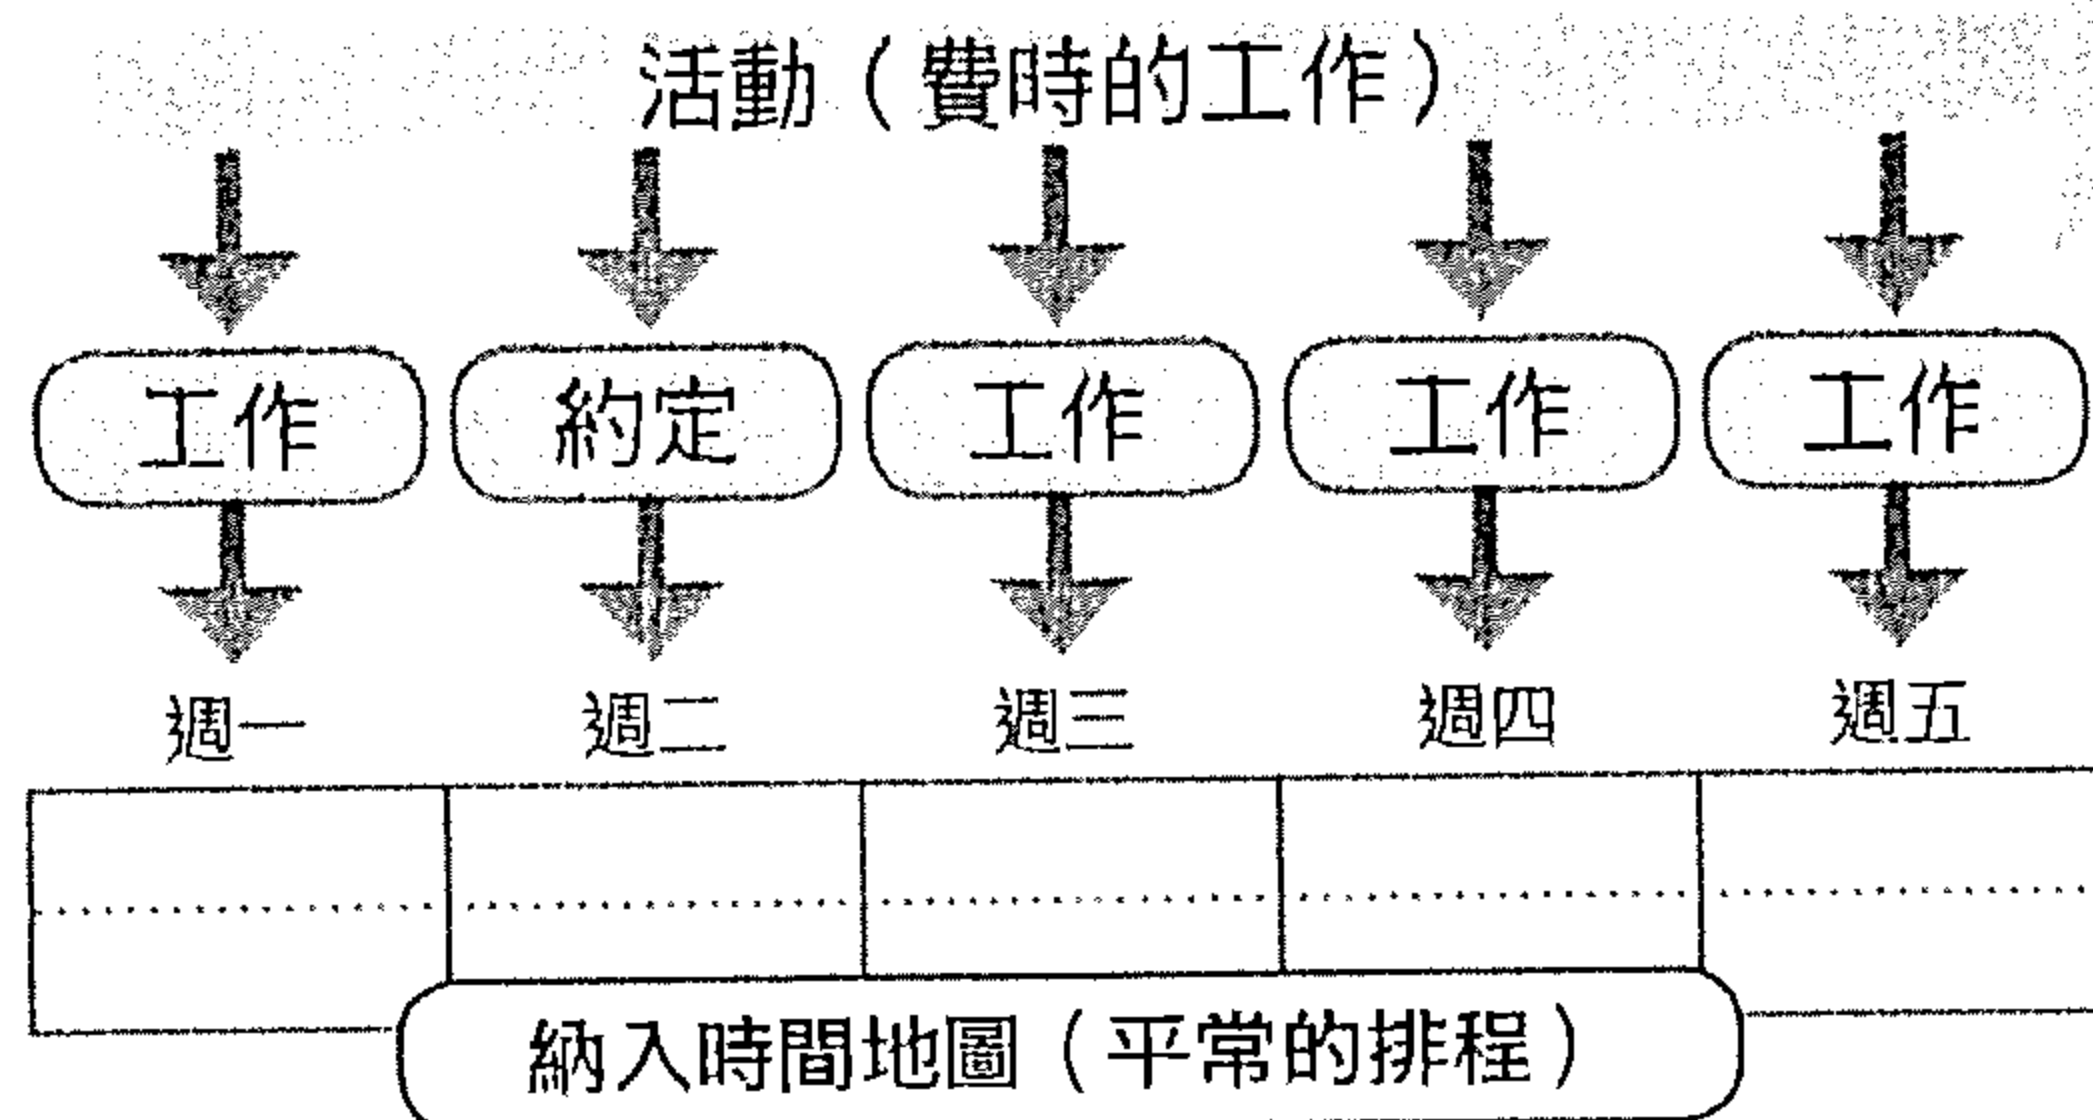 活動（費時的工作）
工作 約定 工作 工作 工作
週一 週二 週三 週四 週五
納入時間地圖（平常的排程）